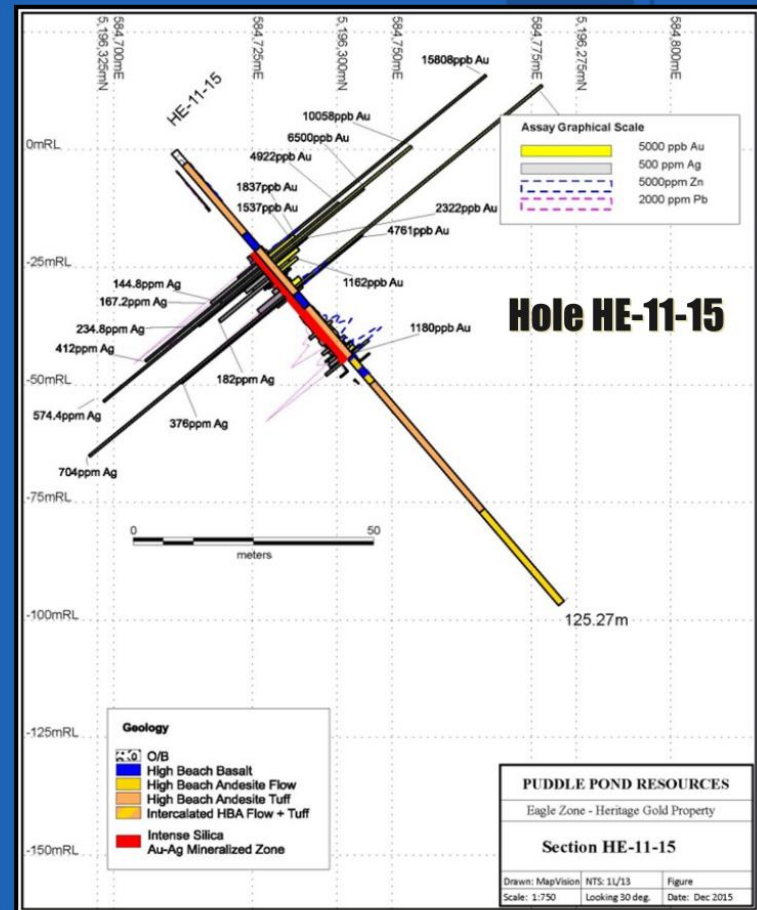 5,196,325mN
584,700mE
584,725mE
5,196,300mN
584,750mE
584,775mE
5,196,275mN
584,800mE
HE-11-15
15808ppb Au
10058ppb Au
6500ppb Au
4922ppb Au
1837ppb Au
1537ppb Au
2322ppb Au
4761ppb Au
1162ppb Au
1180ppb Au
Assay Graphical Scale
5000 ppb Au
500 ppm Ag
5000ppm Zn
2000 ppm Pb
Hole HE-11-15
0mRL
-25mRL
-50mRL
-75mRL
-100mRL
-125mRL
-150mRL
144.8ppm Ag
167.2ppm Ag
234.8ppm Ag
412ppm Ag
182ppm Ag
574.4ppm Ag
376ppm Ag
704ppm Ag
0
50
meters
125.27m
Geology
O/B
High Beach Basalt
High Beach Andesite Flow
High Beach Andesite Tuff
Intercalated HBA Flow + Tuff
Intense Silica
Au-Ag Mineralized Zone
PUDDLE POND RESOURCES
Eagle Zone - Heritage Gold Property
Section HE-11-15
Drawn: MapVision NTS: 1L/13 Figure
Scale: 1:750 Looking 30 deg. Date: Dec 2015